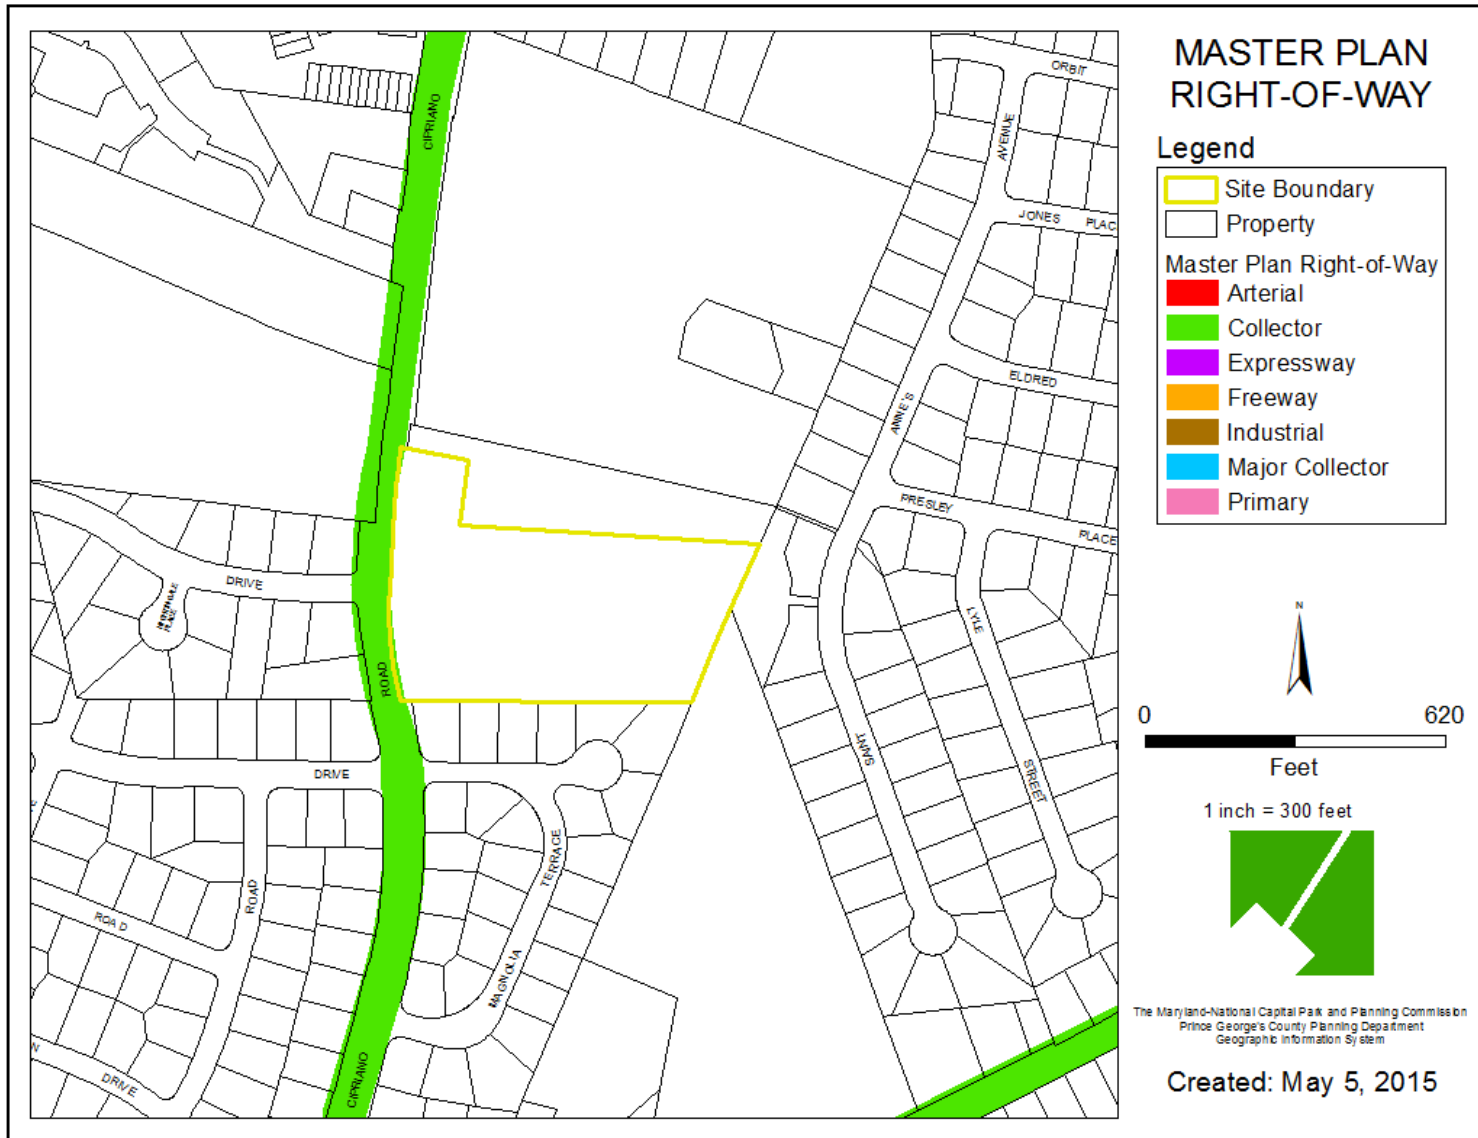 MASTER PLAN
RIGHT-OF-WAY
Legend
Site Boundary
Property
Master Plan Right-of-Way
Arterial
Collector
Expressway
Freeway
Industrial
Major Collector
Primary
N
0 620
Feet
1 inch = 300 feet
The Maryland-National Capital Park and Planning Commission
Prince George's County Planning Department
Geographic Information System
Created: May 5, 2015
ORBIT
CIPRIANO
AVENUE
JONES PLAC
ELDRED
ANNE'S
PRESLEY
PLACE
DRIVE
PLACE
LYLE
ROAD
SAINT
STREET
DRIVE
TERRACE
ROAD
ROAD
MAGNOLIA
CIPRIANO
DRIVE